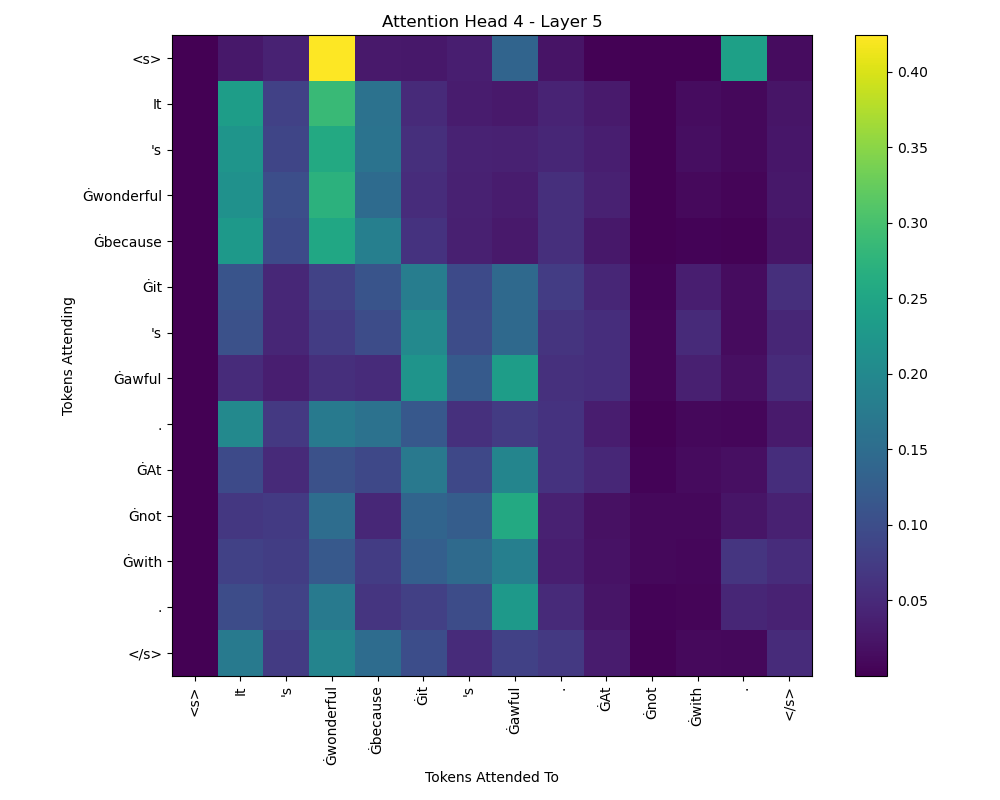 Attention Head 4 - Layer 5
Tokens Attending
<s>
It
's
Ġwonderful
Ġbecause
Ġit
's
Ġawful
.
ĠAt
Ġnot
Ġwith
.
</s>
<s>
It
's
Ġwonderful
Ġbecause
Ġit
's
Ġawful
.
ĠAt
Ġnot
Ġwith
.
</s>
Tokens Attended To
0.40
0.35
0.30
0.25
0.20
0.15
0.10
0.05